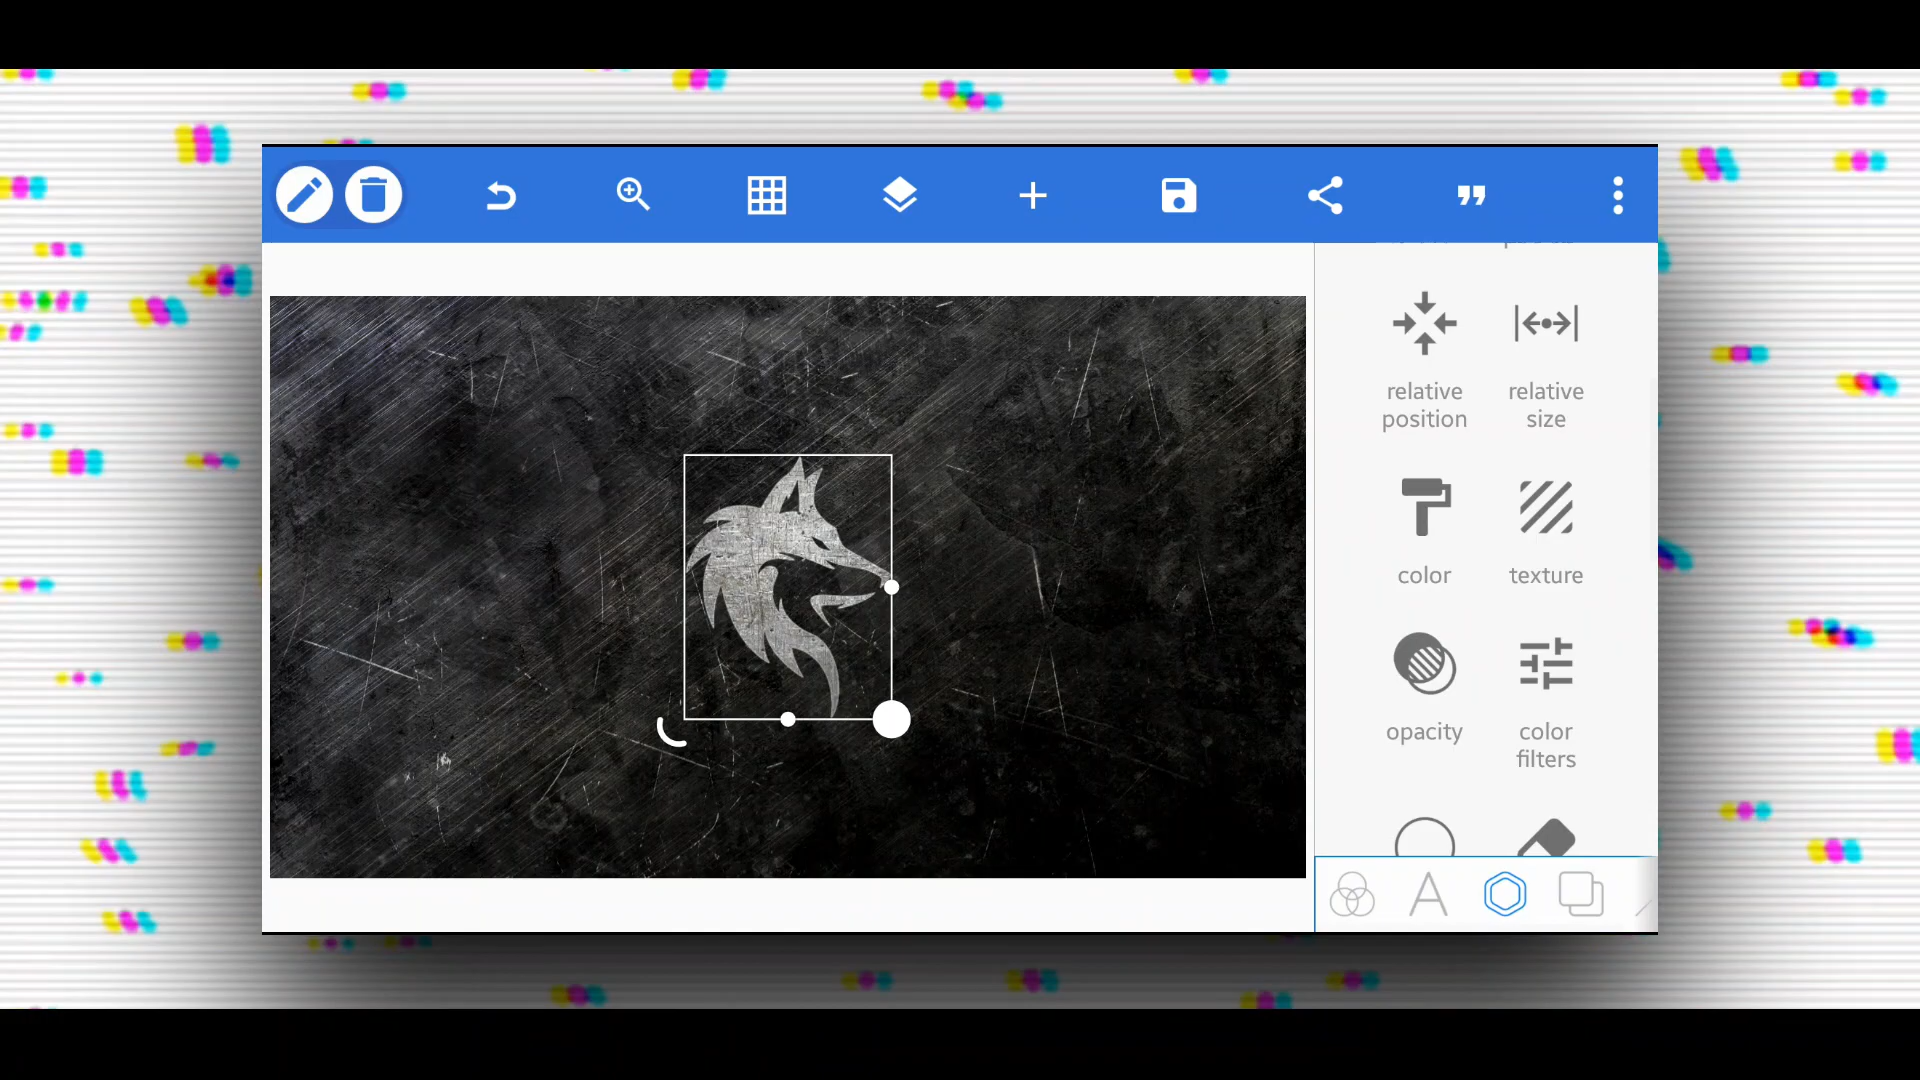 relative
position
relative
size
color
texture
opacity
color
filters